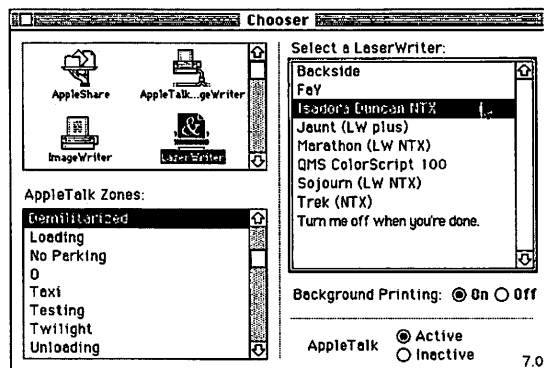 Chooser
AppleShare
AppleTalk...geWriter
ImageWriter
LaserWriter
AppleTalk Zones:
Demilitarized
Loading
No Parking
O
Taxi
Testing
Twilight
Unloading
Select a LaserWriter:
Backside
FaY
Isadora Duncan NTX
Jaunt (LW plus)
Marathon (LW NTX)
QMS ColorScript 100
Sojourn (LW NTX)
Trek (NTX)
Turn me off when you're done.
Background Printing: On Off
AppleTalk
Active
Inactive
7.0